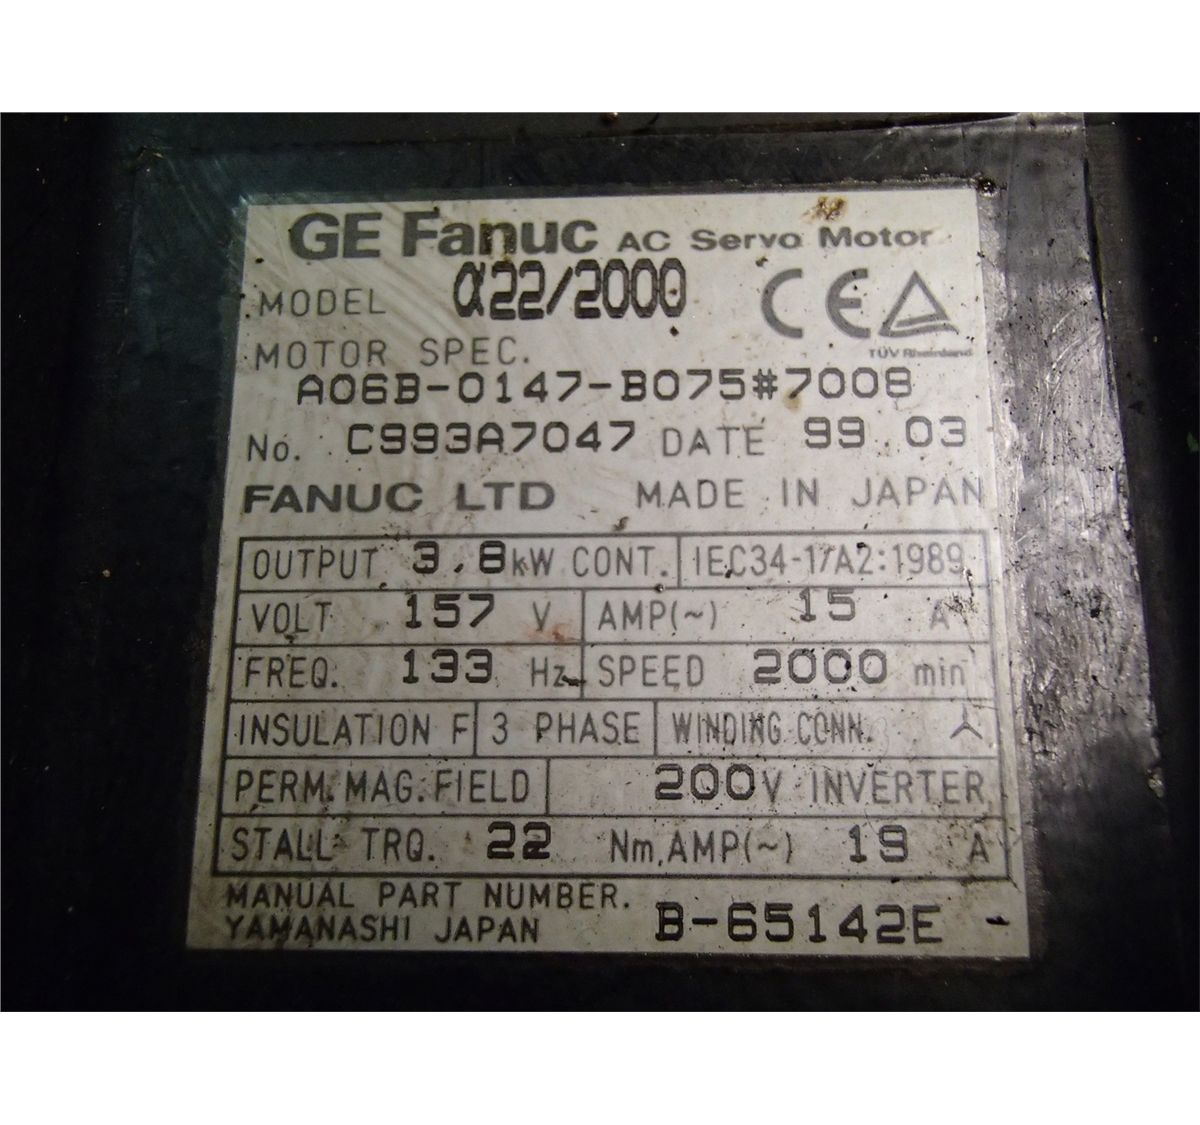 GE Fanuc AC Servo Motor
MODEL α22/2000
CE
TÜV Rheinland
MOTOR SPEC.
A06B-0147-B075#7008
No. C993A7047 DATE 99.03
FANUC LTD MADE IN JAPAN
OUTPUT 3.8kW CONT. IEC34-1/A2:1989
VOLT 157 V AMP(~) 15 A
FREQ. 133 Hz SPEED 2000 min
INSULATION F 3 PHASE WINDING CONN.
PERM.MAG.FIELD 200V INVERTER
STALL TRQ. 22 Nm,AMP(~) 19 A
MANUAL PART NUMBER.
YAMANASHI JAPAN B-65142E